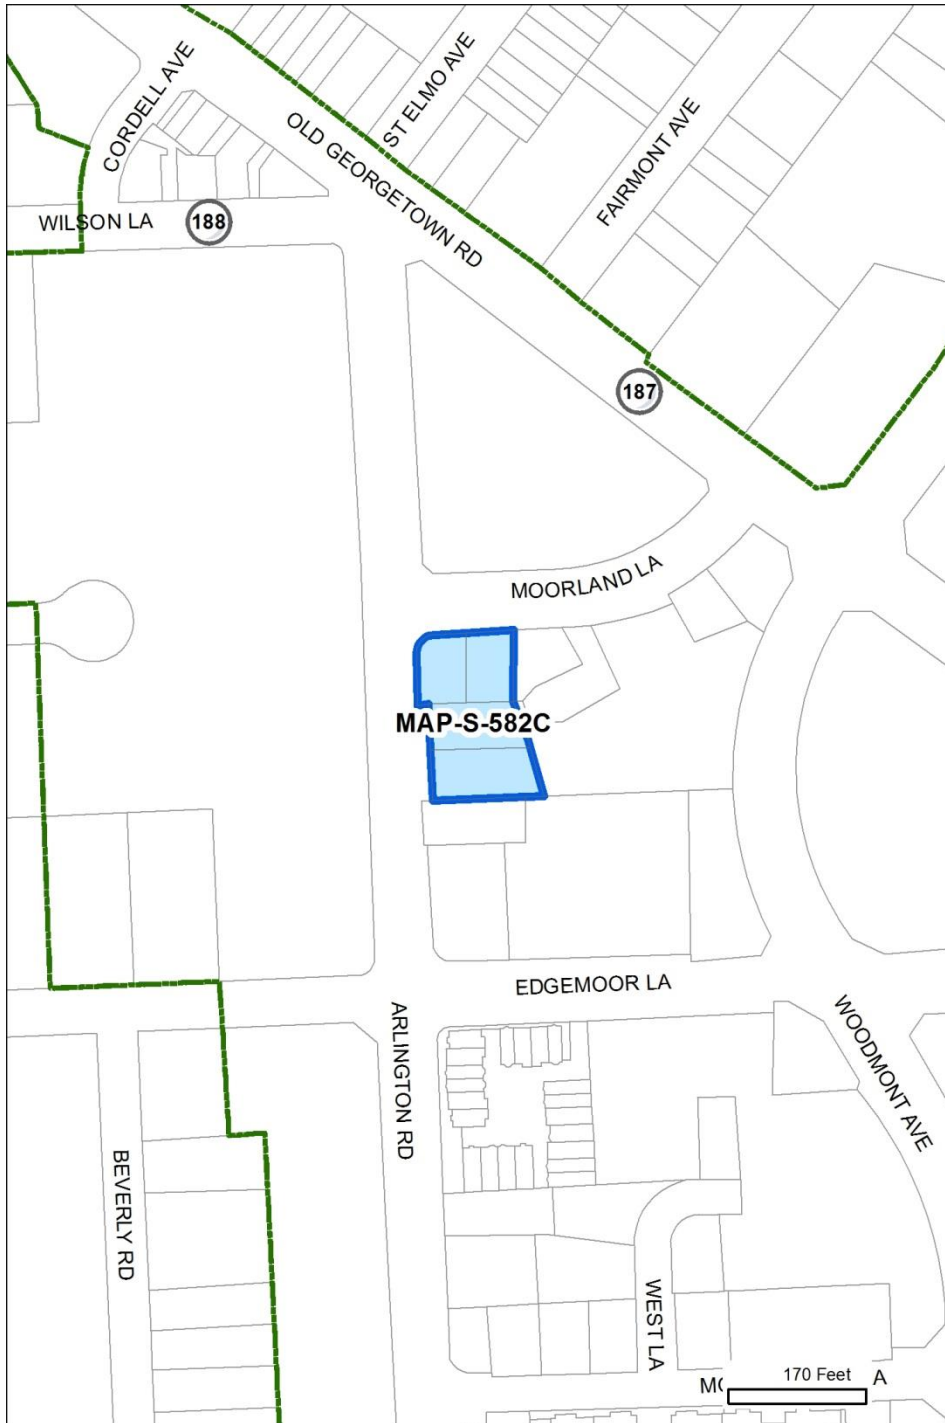 CORDELL AVE
ST ELMO AVE
OLD GEORGETOWN RD
FAIRMONT AVE
WILSON LA
188
187
MOORLAND LA
MAP-S-582C
EDGEMOOR LA
ARLINGTON RD
WOODMONT AVE
BEVERLY RD
WEST LA
170 Feet
A